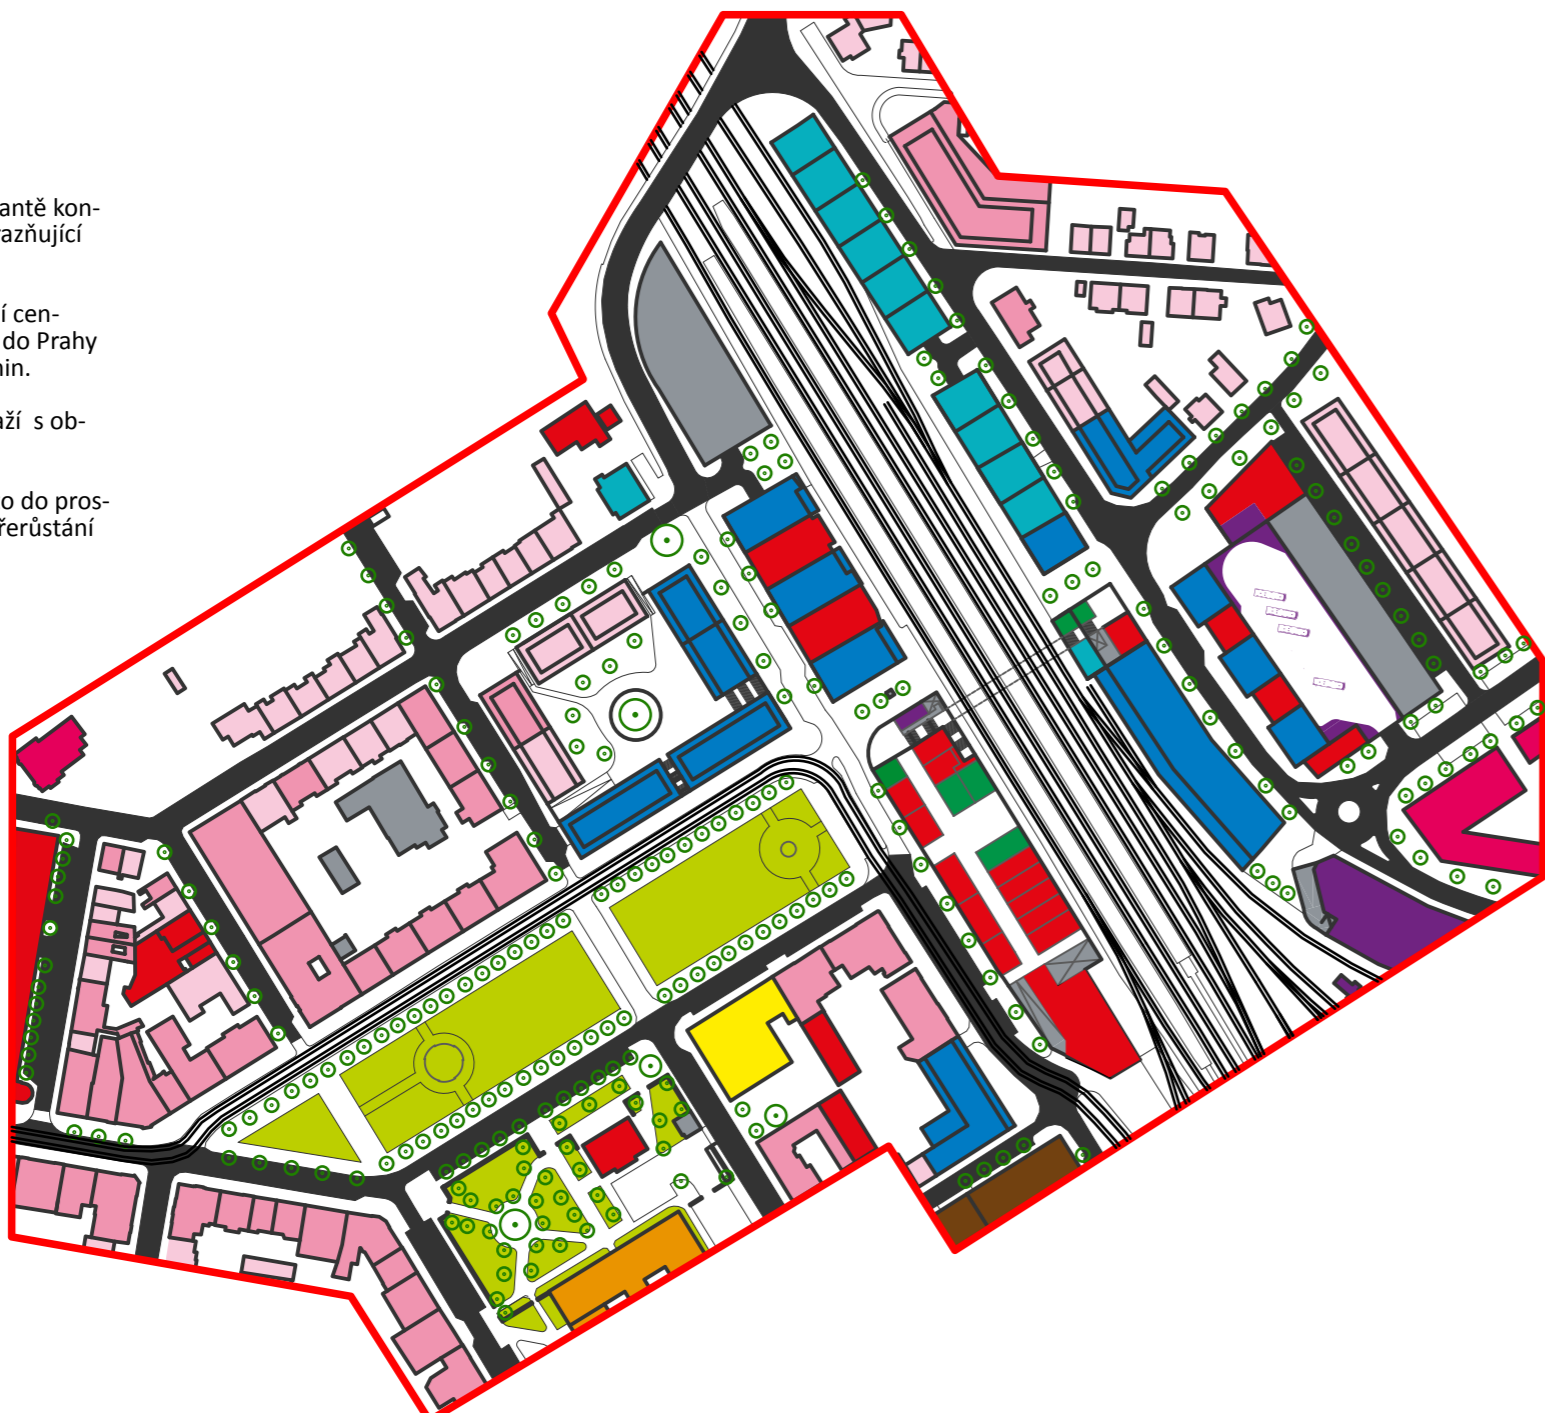 antě kon-
razňující
í cen-
do Prahy
nin.
aží s ob-
o do pros-
řerůstání